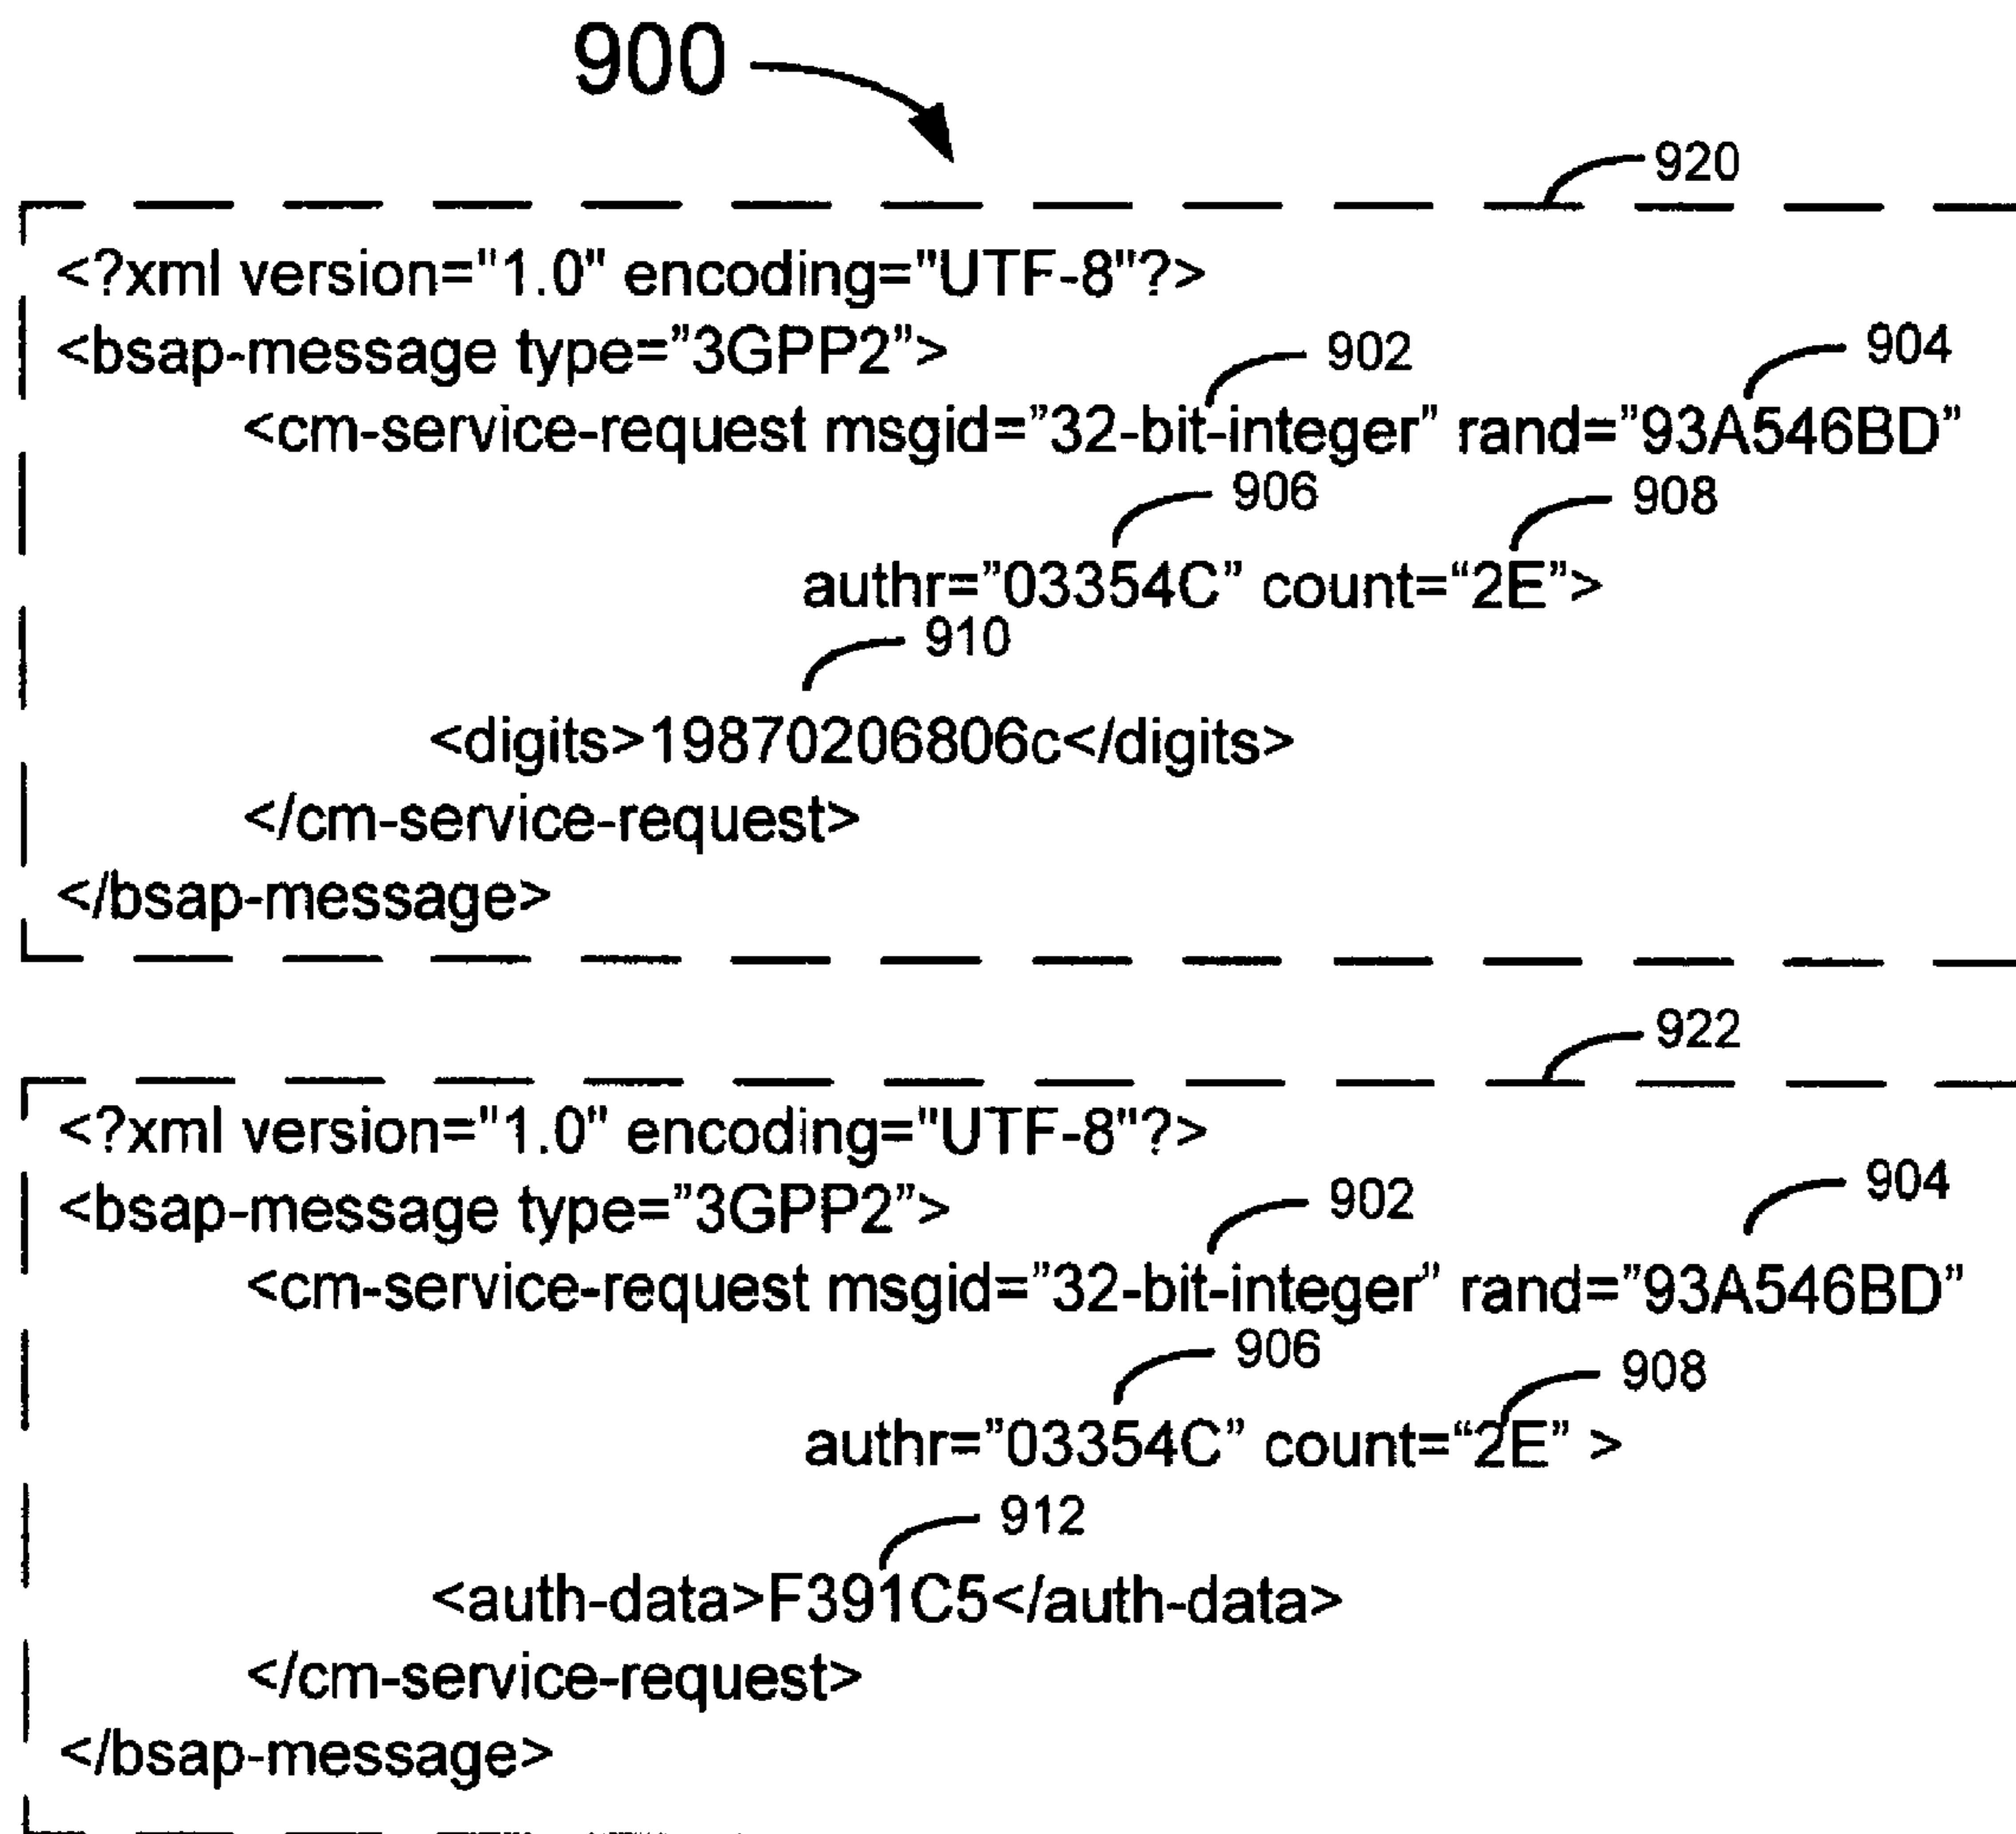 900
920
<?xml version="1.0" encoding="UTF-8"?>
<bsap-message type=”3GPP2”>
902
904
<cm-service-request msgid=”32-bit-integer” rand=”93A546BD”
906
908
authr=”03354C” count=“2E”>
910
<digits>19870206806c</digits>
</cm-service-request>
</bsap-message>
922
<?xml version="1.0" encoding="UTF-8"?>
<bsap-message type=”3GPP2”>
902
904
<cm-service-request msgid=”32-bit-integer” rand=”93A546BD”
906
908
authr=”03354C” count=“2E” >
912
<auth-data>F391C5</auth-data>
</cm-service-request>
</bsap-message>